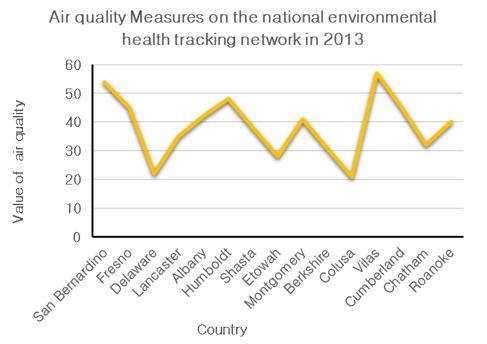 Air quality Measures on the national environmental
health tracking network in 2013
Value of air quality
60
50
40
30
20
10
0
San Bernardino
Fresno
Delaware
Lancaster
Albany
Humboldt
Shasta
Etowah
Montgomery
Berkshire
Colusa
Vilas
Cumberland
Chatham
Roanoke
Country